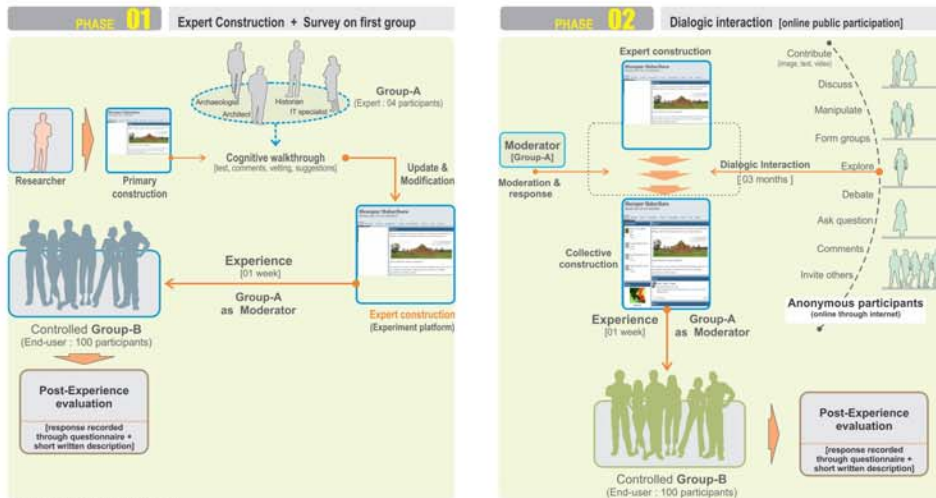 PHASE 01
Expert Construction + Survey on first group
Archaeologist
Architect
Historian
IT specialist
Group-A
(Expert : 04 participants)
Researcher
Primary
construction
Cognitive walkthrough
[test, comments, vetting, suggestions]
Update &
Modification
Experience
[01 week]
Group-A
as Moderator
Expert construction
(Experiment platform)
Controlled Group-B
(End-user : 100 participants)
Post-Experience
evaluation
[response recorded
through questionnaire +
short written description]
PHASE 02
Dialogic interaction [online public participation]
Expert construction
Moderator
[Group-A]
Moderation &
response
Dialogic Interaction
[ 03 months ]
Collective
construction
Experience
[01 week]
Group-A
as Moderator
Contribute
(image, text, video)
Discuss
Manipulate
Form groups
Explore
Debate
Aak question
Comments
Invite others
Anonymous participants
(online through internet)
Controlled Group-B
(End-user : 100 participants)
Post-Experience
evaluation
[response recorded
through questionnaire +
short written description]